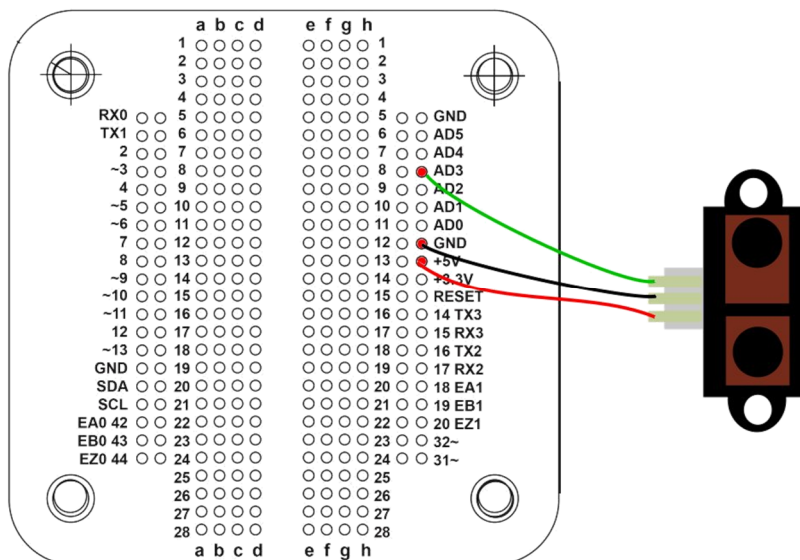 a b c d e f g h
1 1
2 2
3 3
4 4
RX0 5 5 GND
TX1 6 6 AD5
2 7 7 AD4
~3 8 8 AD3
4 9 9 AD2
~5 10 10 AD1
~6 11 11 AD0
7 12 12 GND
8 13 13 +5V
~9 14 14 +3.3V
~10 15 15 RESET
~11 16 16 14 TX3
12 17 17 15 RX3
~13 18 18 16 TX2
GND 19 19 17 RX2
SDA 20 20 18 EA1
SCL 21 21 19 EB1
EA0 42 22 22 20 EZ1
EB0 43 23 23 32~
EZ0 44 24 24 31~
25 25
26 26
27 27
28 28
a b c d e f g h